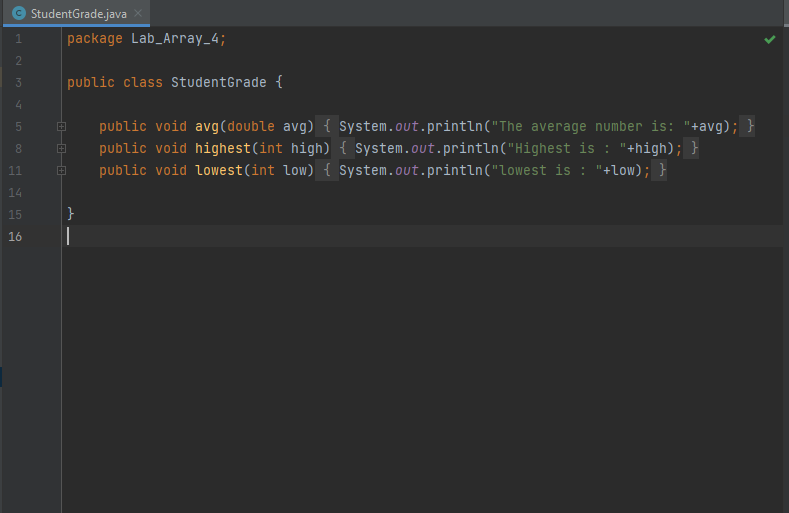 StudentGrade.java
1 package Lab_Array_4;
2
3 public class StudentGrade {
4
5 public void avg(double avg) { System.out.println("The average number is: "+avg); }
8 public void highest(int high) { System.out.println("Highest is : "+high); }
11 public void lowest(int low) { System.out.println("lowest is : "+low); }
14
15 }
16